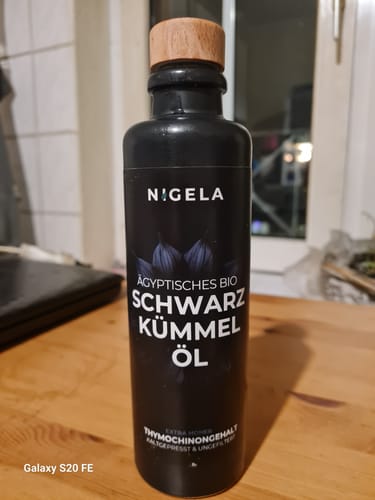 NIGELA
ÄGYPTISCHES BIO
SCHWARZ
KÜMMEL
ÖL
EXTRA HOHER
THYMOCHINONGEHALT
KALTGEPRESST & UNGEFILTERT
Galaxy S20 FE